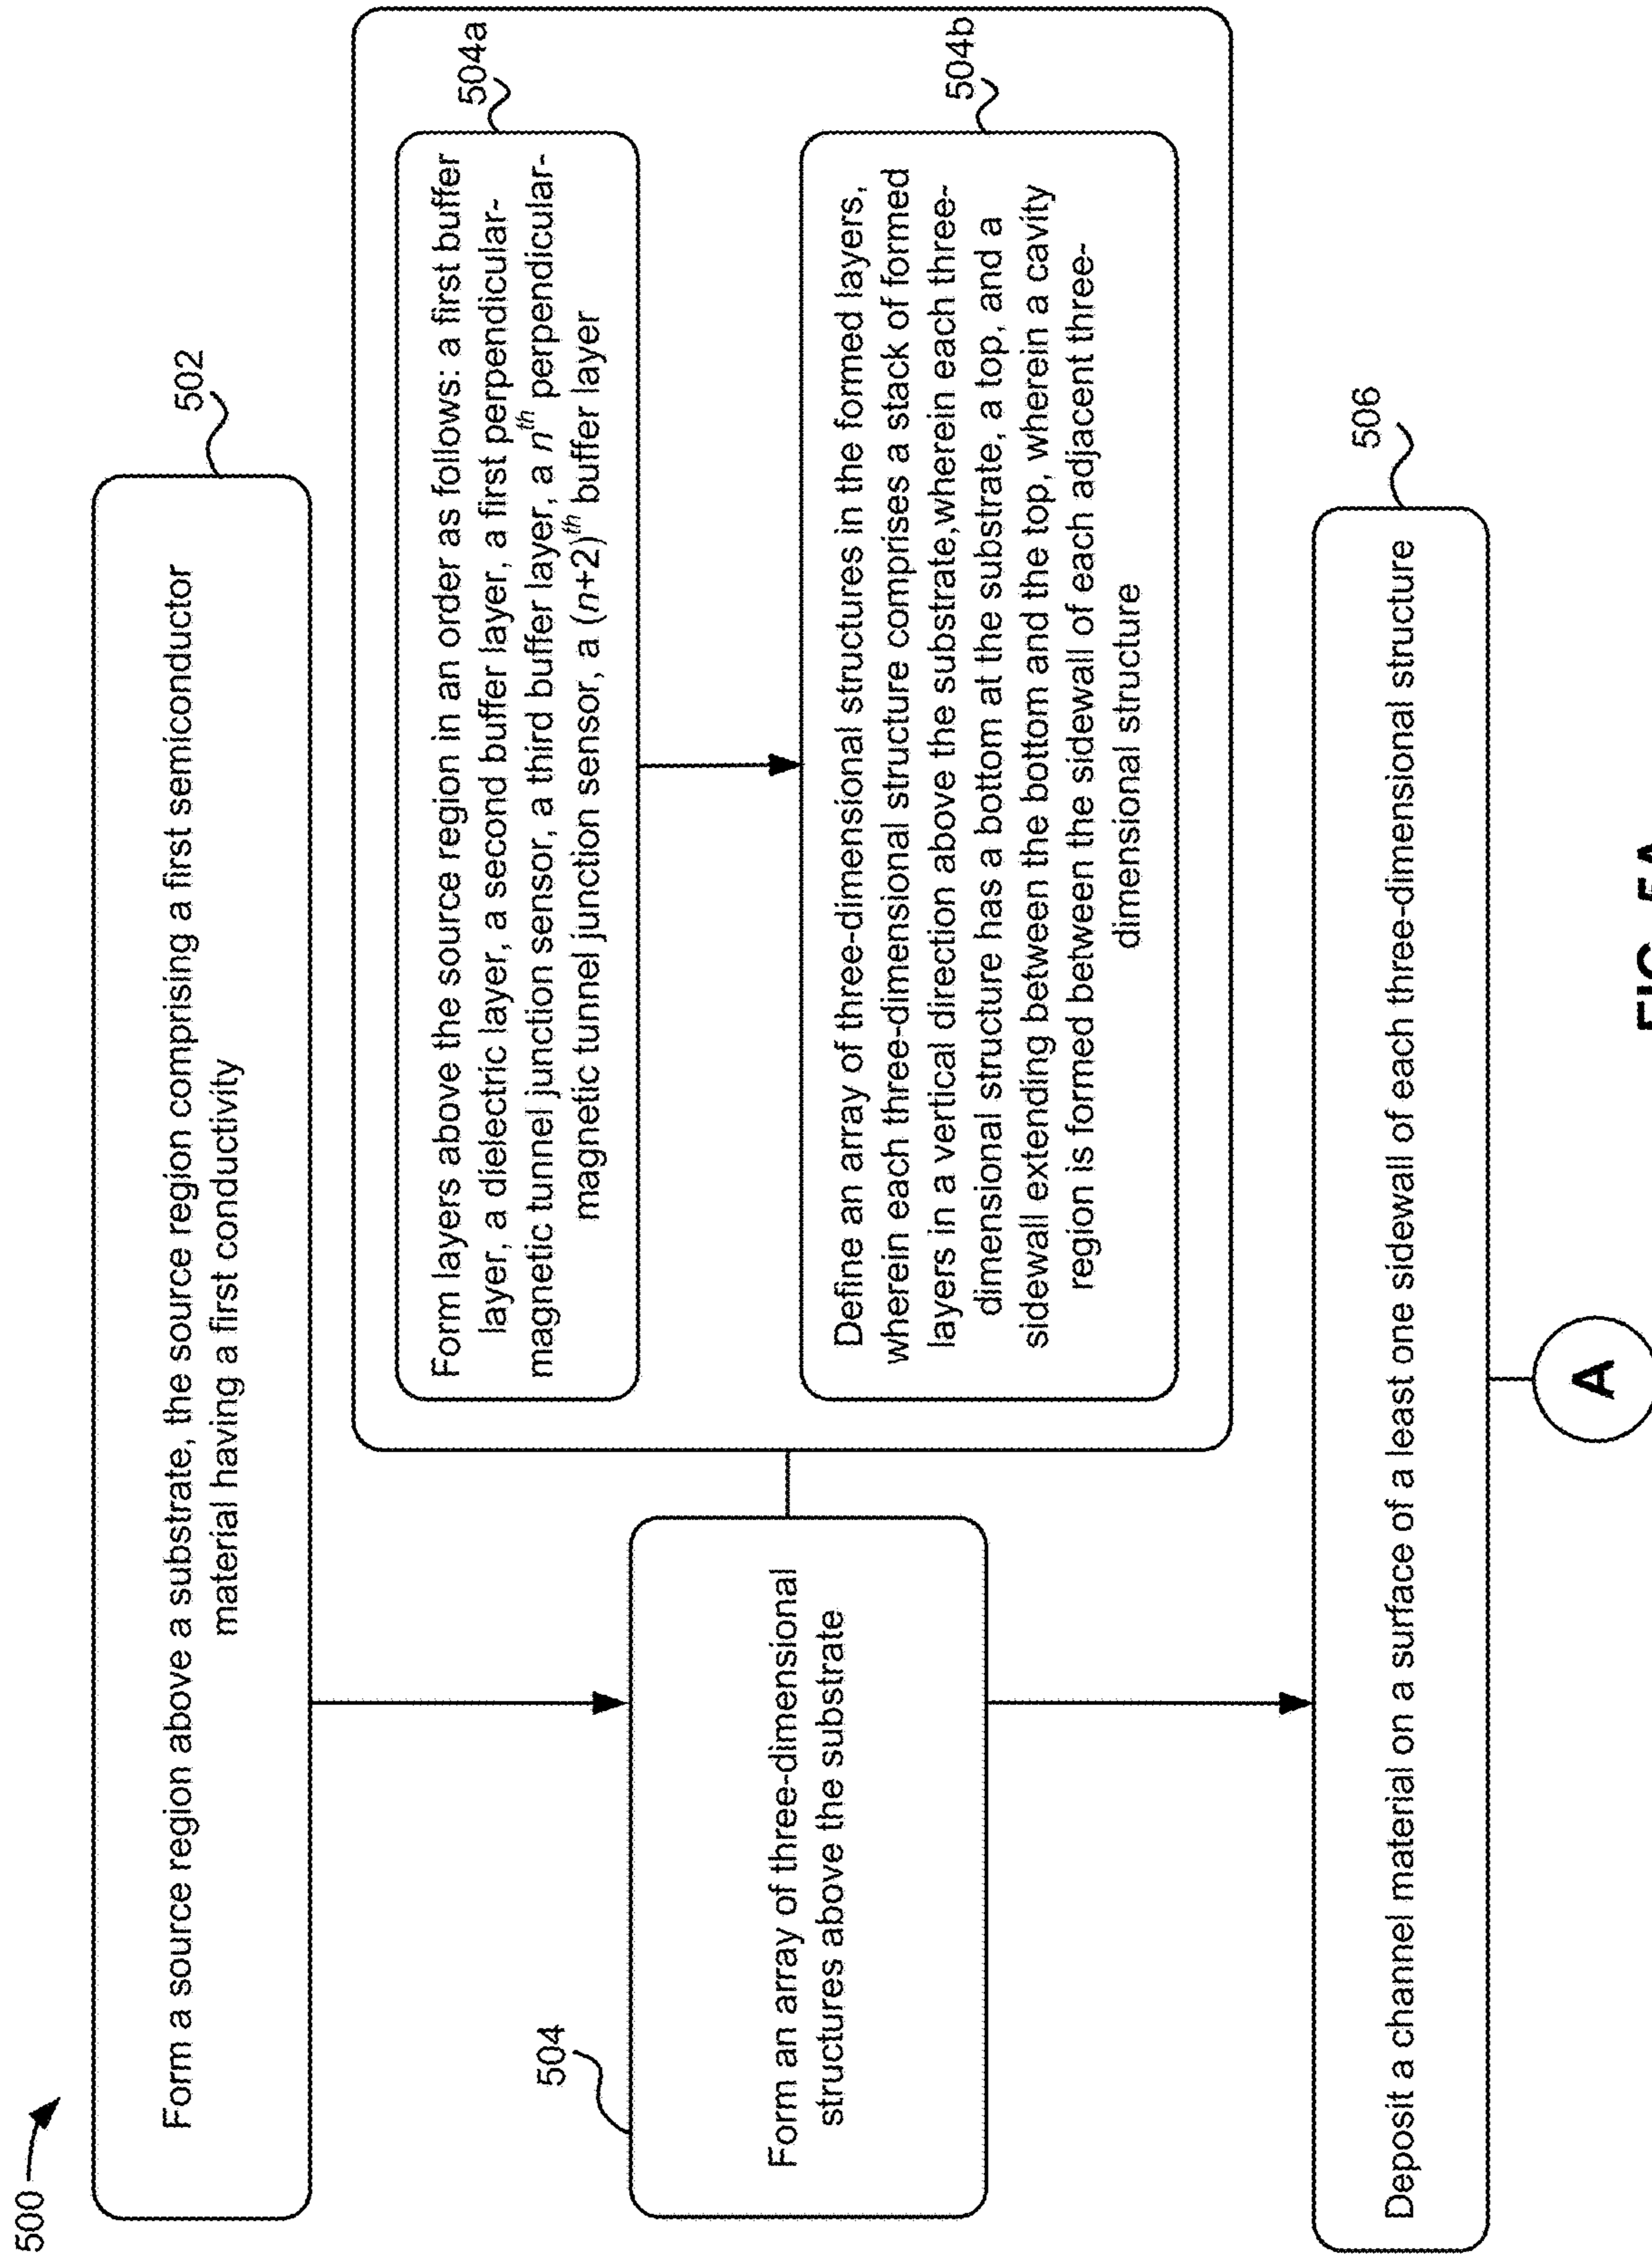 500
502
Form a source region above a substrate, the source region comprising a first semiconductor
material having a first conductivity
504
Form an array of three-dimensional
structures above the substrate
504a
Form layers above the source region in an order as follows: a first buffer
layer, a dielectric layer, a second buffer layer, a first perpendicular-
magnetic tunnel junction sensor, a third buffer layer, a nth perpendicular-
magnetic tunnel junction sensor, a (n+2)th buffer layer
504b
Define an array of three-dimensional structures in the formed layers,
wherein each three-dimensional structure comprises a stack of formed
layers in a vertical direction above the substrate,wherein each three-
dimensional structure has a bottom at the substrate, a top, and a
sidewall extending between the bottom and the top, wherein a cavity
region is formed between the sidewall of each adjacent three-
dimensional structure
506
Deposit a channel material on a surface of a least one sidewall of each three-dimensional structure
A
FIG. 5A